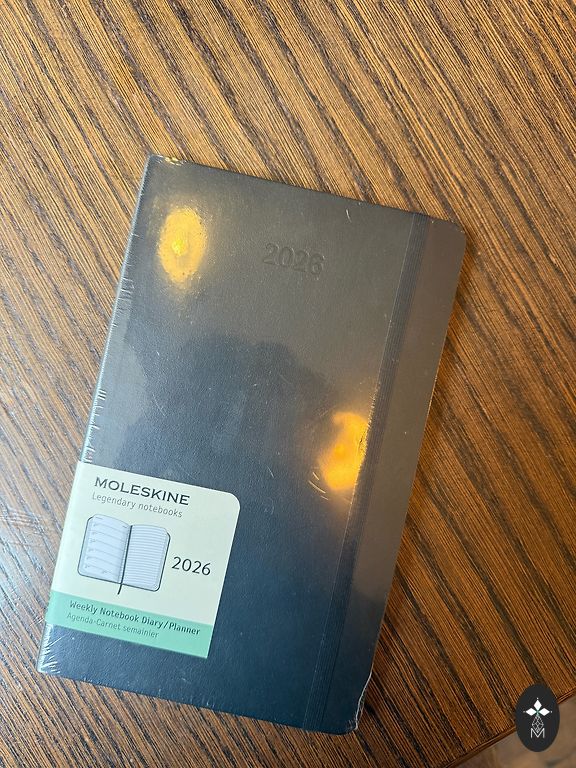 2026
MOLESKINE
Legendary notebooks
2026
Weekly Notebook Diary/Planner
Agenda-Carnet semainier